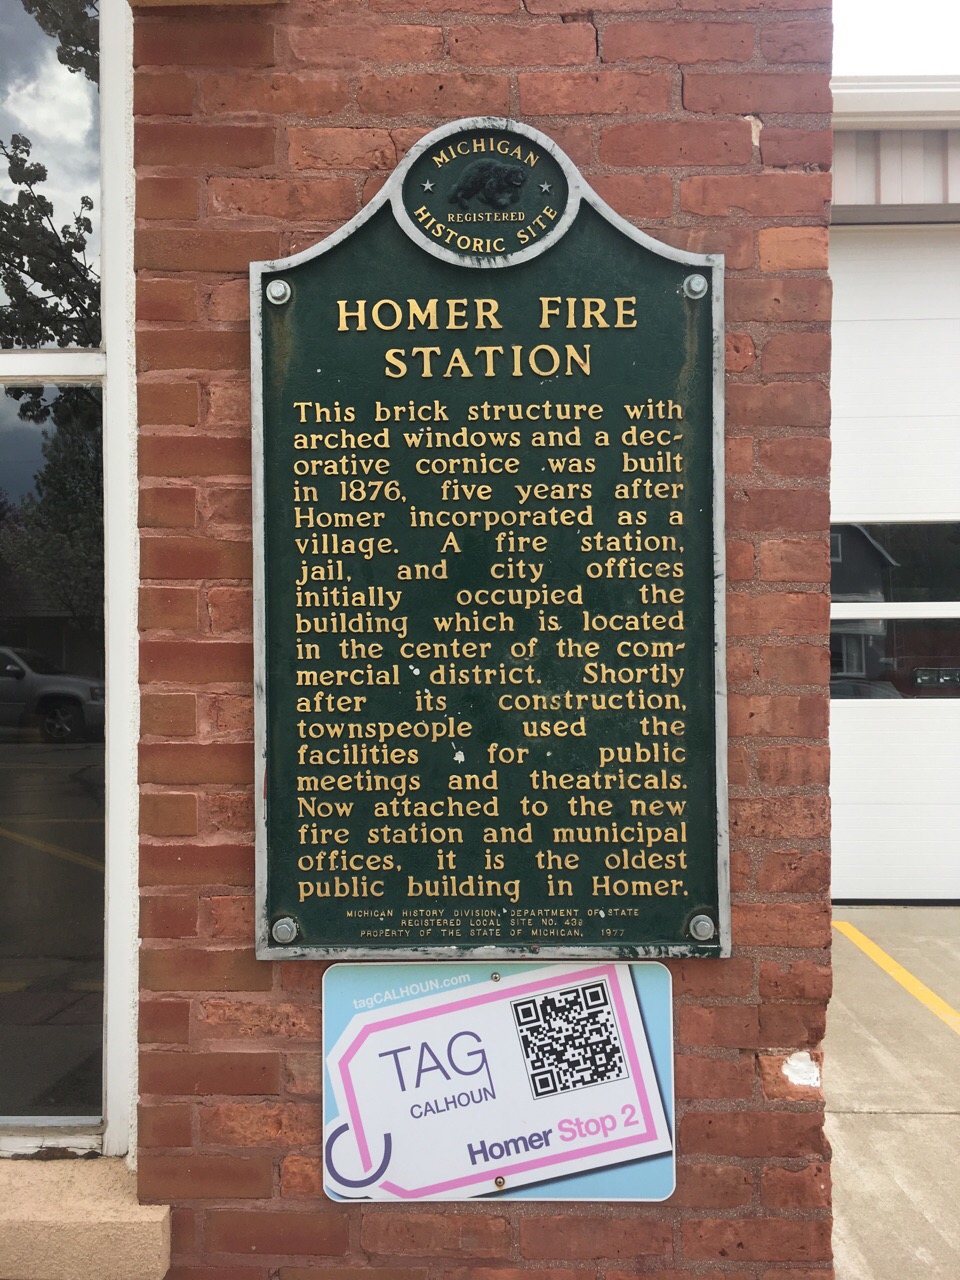 MICHIGAN
REGISTERED
HISTORIC SITE
HOMER FIRE
STATION
This brick structure with
arched windows and a dec-
orative cornice was built
in 1876, five years after
Homer incorporated as a
village. A fire station,
jail, and city offices
initially occupied the
building which is located
in the center of the com-
mercial district. Shortly
after its construction,
townspeople used the
facilities for public
meetings and theatricals.
Now attached to the new
fire station and municipal
offices, it is the oldest
public building in Homer.
MICHIGAN HISTORY DIVISION, DEPARTMENT OF STATE
REGISTERED LOCAL SITE NO.
PROPERTY OF THE STATE OF MICHIGAN, 1977
tagCALHOUN.com
TAG
CALHOUN
Homer Stop 2